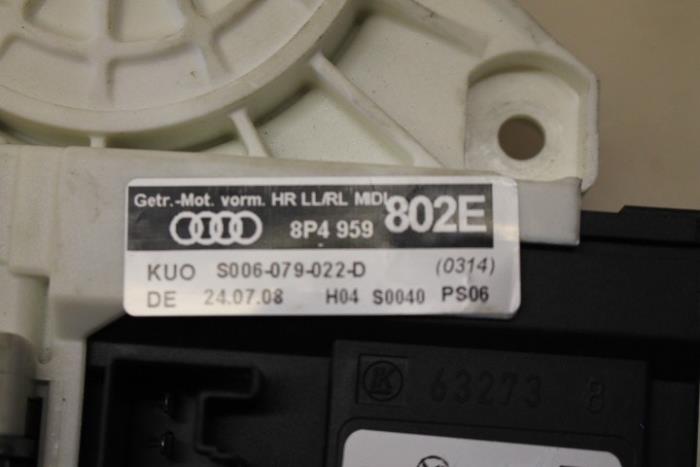 Getr.-Mot. vorm. HR LL/RL MIDI
8P4 959 802E
KUO S006-079-022-D (0314)
DE 24.07.08 H04 S0040 PS06
K 63273 8